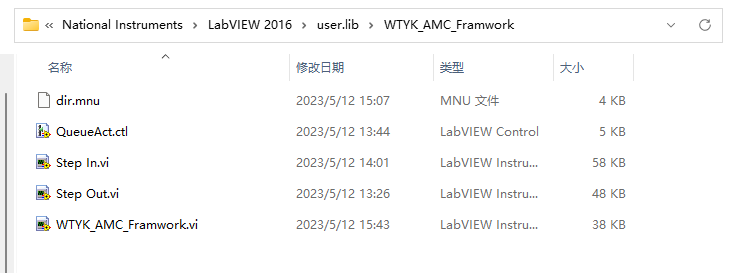 « National Instruments > LabVIEW 2016 > user.lib > WTYK_AMC_Framwork
名称 修改日期 类型 大小
dir.mnu 2023/5/12 15:07 MNU 文件 4 KB
QueueAct.ctl 2023/5/12 13:44 LabVIEW Control 5 KB
Step In.vi 2023/5/12 14:01 LabVIEW Instru... 58 KB
Step Out.vi 2023/5/12 13:26 LabVIEW Instru... 48 KB
WTYK_AMC_Framwork.vi 2023/5/12 15:43 LabVIEW Instru... 38 KB